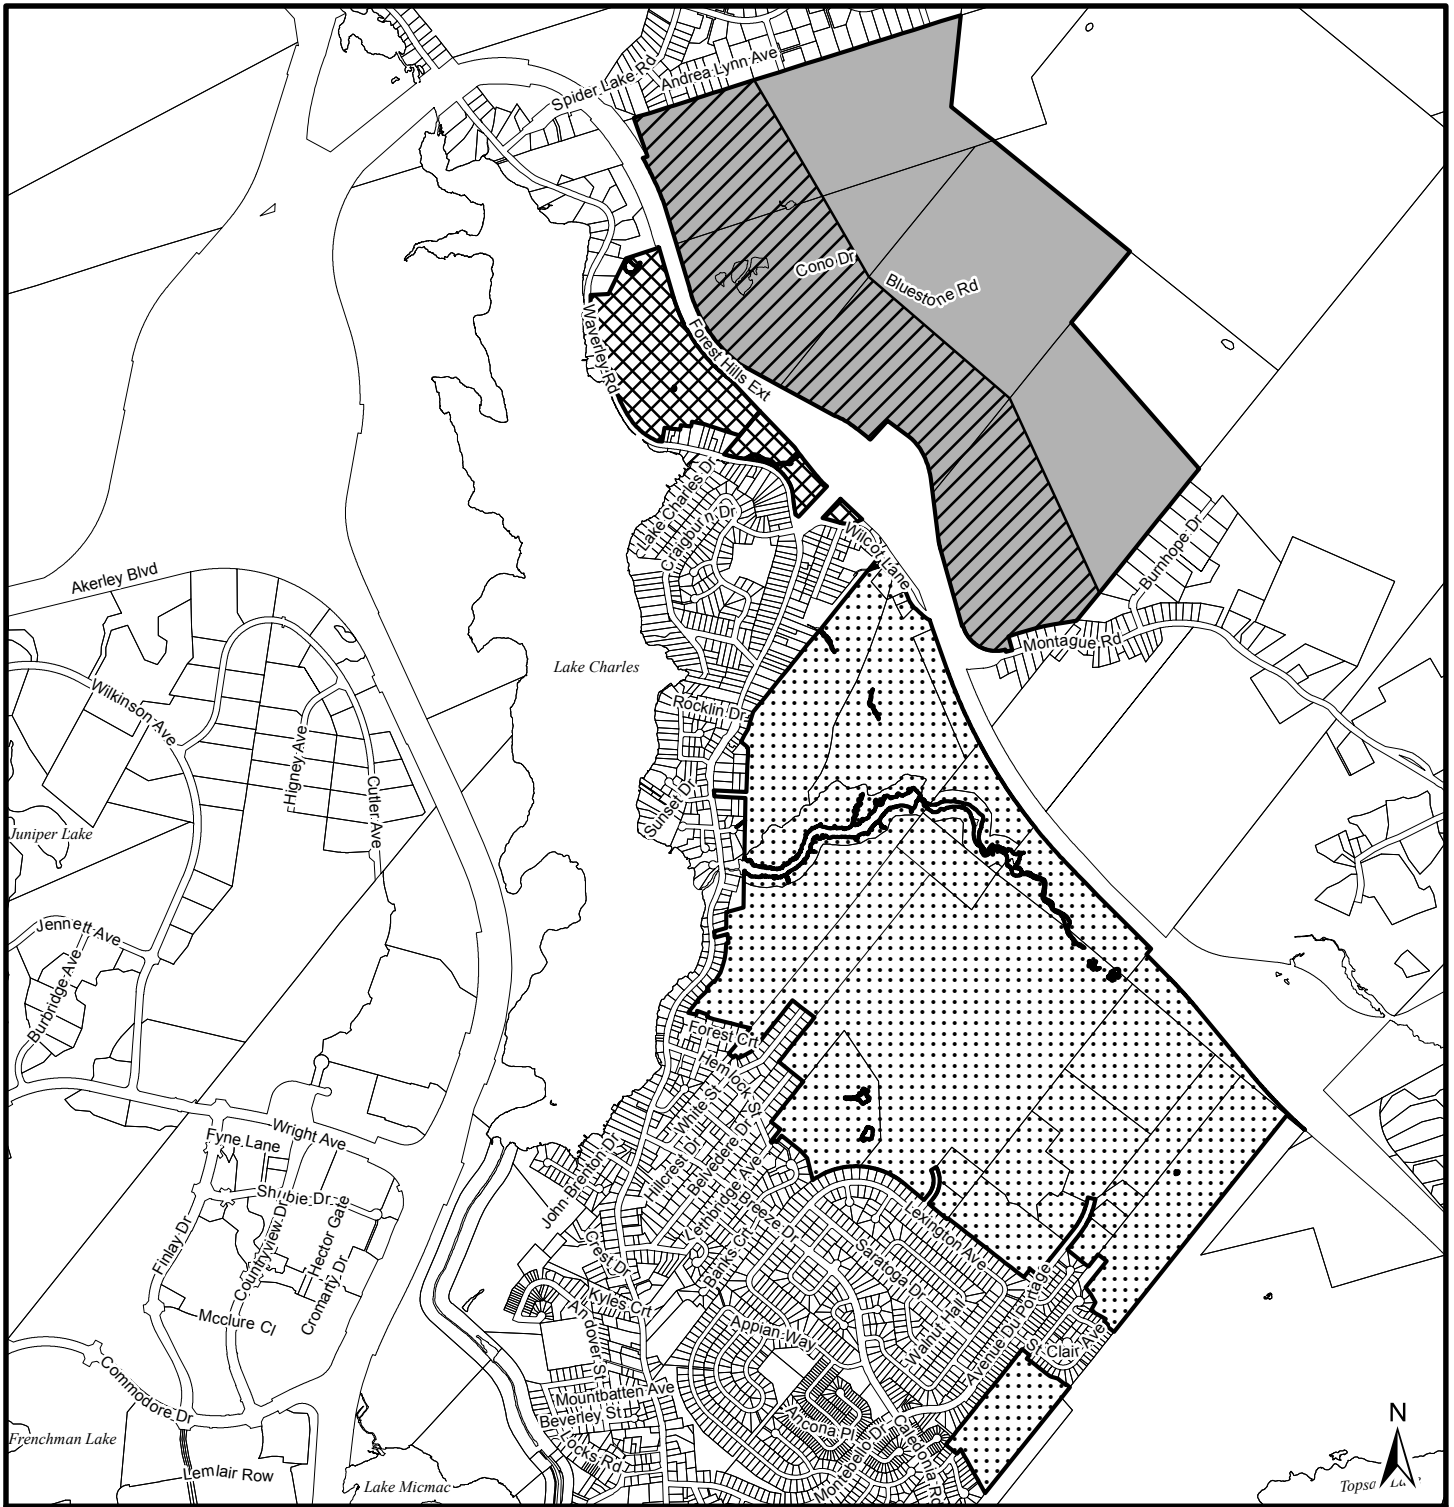 Spider Lake Rd
Andrea Lynn Ave
Cono Dr
Bluestone Rd
Waverley Rd
Forest Hills Ext
Lake Charles Dr
Craigburn Dr
Wilcot Lane
Burnhope Dr
Montague Rd
Akerley Blvd
Lake Charles
Wilkinson Ave
Rocklin Dr
Higney Ave
Cutler Ave
Sunset Dr
Juniper Lake
Jennett Ave
Burbridge Ave
Forest Crt
Hemlock St
White St
Wright Ave
Fyne Lane
Belvedere Dr
Hillcrest Dr
John Brenton Dr
Lethbridge Ave
Shubie Dr
Hector Gate
Countryview Dr
Finlay Dr
Cromarty Dr
Breeze Dr
Banks Crt
Lexington Ave
Saratoga Dr
Crest Dr
Kyles Crt
Andover St
Mcclure Cl
Appian Way
Walnut Hall
Avenue Du Portage
St Clair Ave
Commodore Dr
Mountbatten Ave
Beverley St
Ancona Pl
Montebello Dr
Caledonia Rd
N
Frenchman Lake
Locks Rd
Lemlair Row
Lake Micmac